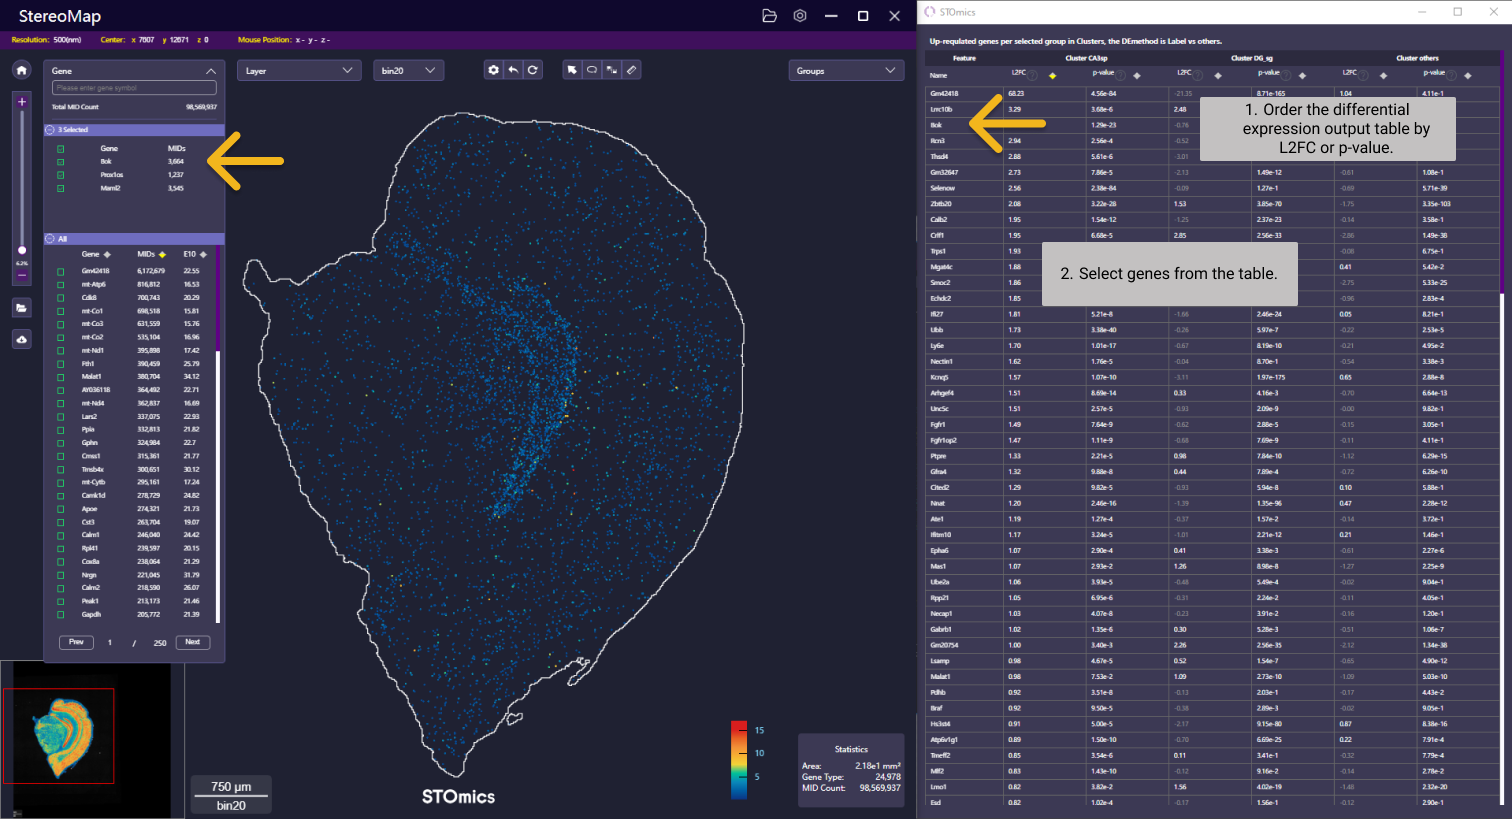 StereoMap
Resolution: 500(nm) Center: x 7807 y 12671 z 0 Mouse Position: x - y - z -
Gene
Please enter gene symbol
Total MID Count 98,569,937
3 Selected
Gene MIDs
Bok 3,664
Prox1os 1,237
Maml2 3,545
All
Gene MIDs E10
Gm42418 6,172,679 22.55
mt-Atp6 816,812 16.53
Cdk8 700,743 20.29
mt-Co1 698,518 15.81
mt-Co3 631,559 15.76
mt-Co2 535,104 16.96
mt-Nd1 395,898 17.42
Fth1 390,459 25.79
Malat1 380,704 34.12
AY036118 364,492 22.71
mt-Nd4 362,837 16.69
Lars2 337,075 22.93
Ppia 332,813 21.82
Gphn 324,984 22.7
Cmss1 315,361 21.77
Tmsb4x 300,651 30.12
mt-Cytb 295,161 17.24
Camk1d 278,729 24.82
Apoe 274,321 21.73
Cst3 263,704 19.07
Calm1 246,040 24.42
Rpl41 239,597 20.15
Cox8a 238,064 21.29
Nrgn 221,045 31.79
Calm2 218,590 26.07
Peak1 213,173 21.46
Gapdh 205,772 21.39
Prev 1 / 250 Next
6.2%
Layer
bin20
Groups
750 μm
bin20
STOmics
15
10
5
Statistics
Area: 2.18e1 mm²
Gene Type: 24,978
MID Count: 98,569,937
STOmics
Up-requlated genes per selected group in Clusters, the DEmethod is Label vs others.
Feature Cluster CA3sp Cluster DG_sg Cluster others
Name L2FC p-value L2FC p-value L2FC p-value
Gm42418 68.23 4.56e-84 -21.35 8.71e-165 1.04 4.11e-1
Lrrc10b 3.29 3.68e-6 2.48
Bok 1.29e-23 -0.76
Rcn3 2.94 2.56e-4 -0.52
Thsd4 2.88 5.61e-6 -3.01
Gm32647 2.73 7.86e-5 -2.13 1.49e-12 -0.61 1.08e-1
Selenow 2.56 2.38e-84 -0.09 1.27e-1 -0.69 5.71e-39
Zbtb20 2.08 3.22e-28 1.53 3.85e-70 -1.75 3.35e-103
Calb2 1.95 1.54e-12 -1.25 2.37e-23 -0.14 3.58e-1
Crlf1 1.95 6.68e-5 2.85 2.56e-33 -2.86 1.49e-38
Trps1 1.93 -0.08 6.75e-1
Mgat4c 1.88 0.41 5.42e-2
Smoc2 1.86 -2.75 5.33e-25
Echdc2 1.85 -0.96 2.83e-4
Ifi27 1.81 5.21e-8 -1.66 2.46e-24 0.05 8.21e-1
Ubb 1.73 3.38e-40 -0.26 5.97e-7 -0.22 2.53e-5
Ly6e 1.70 1.01e-17 -0.67 8.19e-10 -0.21 4.95e-2
Nectin1 1.62 1.76e-5 -0.04 8.70e-1 -0.54 3.38e-3
Kcnq5 1.57 1.07e-10 -3.11 1.97e-175 0.65 2.88e-8
Arhgef4 1.51 8.69e-14 0.33 4.16e-3 -0.70 6.64e-13
Unc5c 1.51 2.57e-5 -0.93 2.09e-9 -0.00 9.82e-1
Fgfr1 1.49 7.64e-9 -0.62 2.88e-5 -0.15 3.05e-1
Fgfr1op2 1.47 1.11e-9 -0.68 7.69e-9 -0.11 4.11e-1
Ptpre 1.33 2.21e-5 0.98 7.84e-10 -1.12 6.29e-15
Gfra4 1.32 9.88e-8 0.44 7.89e-4 -0.72 6.26e-10
Cited2 1.29 9.82e-5 -0.93 5.94e-8 0.10 5.88e-1
Nnat 1.20 2.46e-16 -1.39 1.35e-96 0.47 2.28e-12
Ate1 1.19 1.27e-4 -0.37 1.57e-2 -0.14 3.72e-1
Ifitm10 1.17 3.24e-5 -1.01 2.21e-12 0.21 1.46e-1
Epha6 1.07 2.90e-4 0.41 3.38e-3 -0.61 2.27e-6
Mas1 1.07 2.93e-2 1.26 8.98e-8 -1.27 2.25e-9
Ube2a 1.06 3.93e-5 -0.48 5.49e-4 -0.02 9.04e-1
Rpp21 1.05 6.95e-6 -0.31 2.24e-2 -0.11 4.05e-1
Necap1 1.03 4.07e-8 -0.23 3.91e-2 -0.16 1.20e-1
Gabrb1 1.02 1.35e-6 0.30 5.28e-3 -0.51 1.06e-7
Gm20754 1.00 3.40e-3 2.26 2.56e-35 -2.12 1.34e-38
Lsamp 0.98 4.67e-5 0.52 1.54e-7 -0.65 4.90e-12
Malat1 0.98 7.52e-3 1.09 2.73e-10 -1.09 5.03e-10
Pdhb 0.92 3.51e-8 -0.13 2.03e-1 -0.17 4.43e-2
Braf 0.92 9.50e-5 -0.38 2.89e-3 -0.02 9.05e-1
Hs3st4 0.91 5.00e-5 -2.17 9.15e-80 0.87 8.38e-16
Atp6v1g1 0.89 1.50e-10 -0.70 6.69e-25 0.22 7.91e-4
Tmeff2 0.85 3.54e-6 0.11 3.41e-1 -0.32 7.79e-4
Mlf2 0.83 1.43e-10 -0.12 9.16e-2 -0.14 2.78e-2
Lmo1 0.82 3.82e-2 1.56 4.02e-19 -1.48 2.32e-20
Esd 0.82 1.02e-4 -0.17 1.56e-1 -0.12 2.90e-1
1. Order the differential
expression output table by
L2FC or p-value.
2. Select genes from the table.